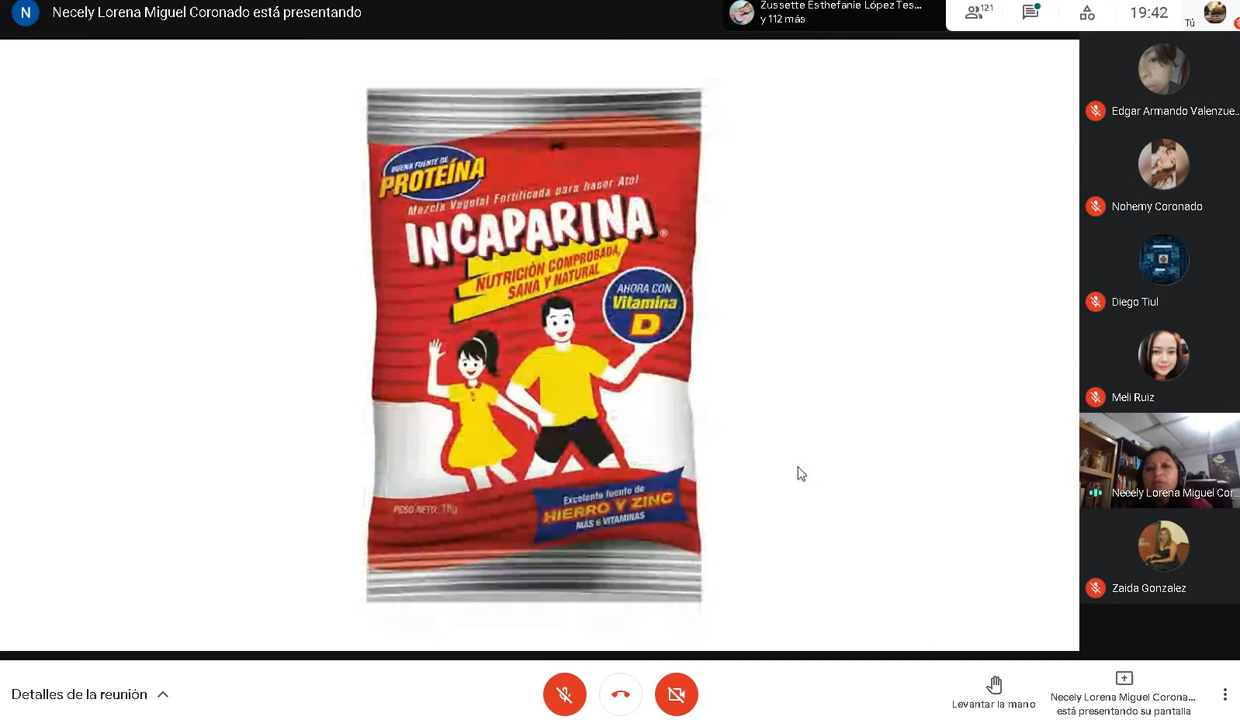 N
Necely Lorena Miguel Coronado está presentando
Zussette Esthefanie López Tes...
y 112 más
121
19:42
Tú
BUENA FUENTE DE
PROTEÍNA
Mezcla Vegetal Fortificada para hacer Atol
INCAPARINA®
NUTRICIÓN COMPROBADA,
SANA Y NATURAL
AHORA CON
Vitamina
D
PESO NETO:
Excelente fuente de
HIERRO Y ZINC
MÁS 6 VITAMINAS
Edgar Armando Valenzue...
Nohemy Coronado
Diego Tiul
Meli Ruiz
Necely Lorena Miguel Cor...
Zaida Gonzalez
Detalles de la reunión
Levantar la mano
Necely Lorena Miguel Corona...
está presentando su pantalla